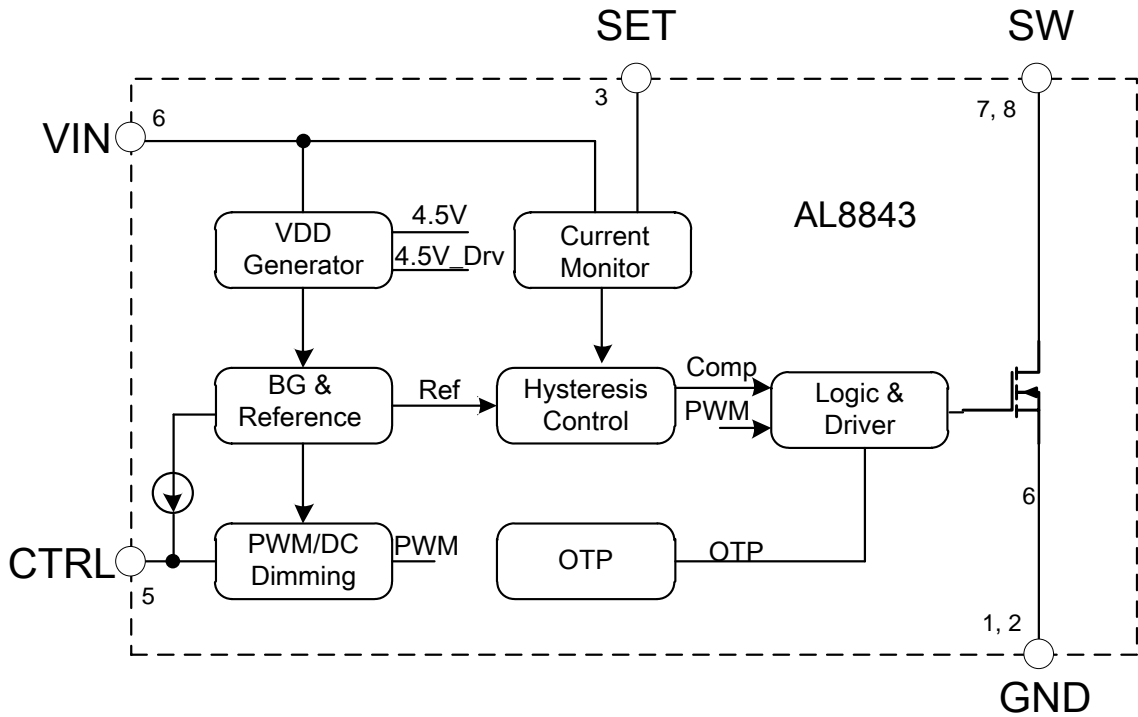 SET
SW
3
7, 8
6
VIN
AL8843
4.5V
VDD
Generator
4.5V_Drv
Current
Monitor
Comp
BG &
Reference
Ref
Hysteresis
Control
PWM
Logic &
Driver
6
CTRL
5
PWM/DC
Dimming
PWM
OTP
OTP
1, 2
GND